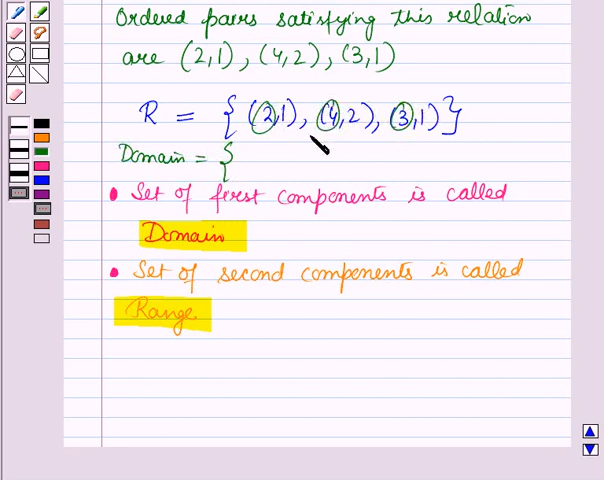 Ordered pairs satisfying this relation
are (2,1), (4,2), (3,1)
R = { (2,1), (4,2), (3,1) }
Domain = {
• Set of first components is called
Domain
• Set of second components is called
Range.